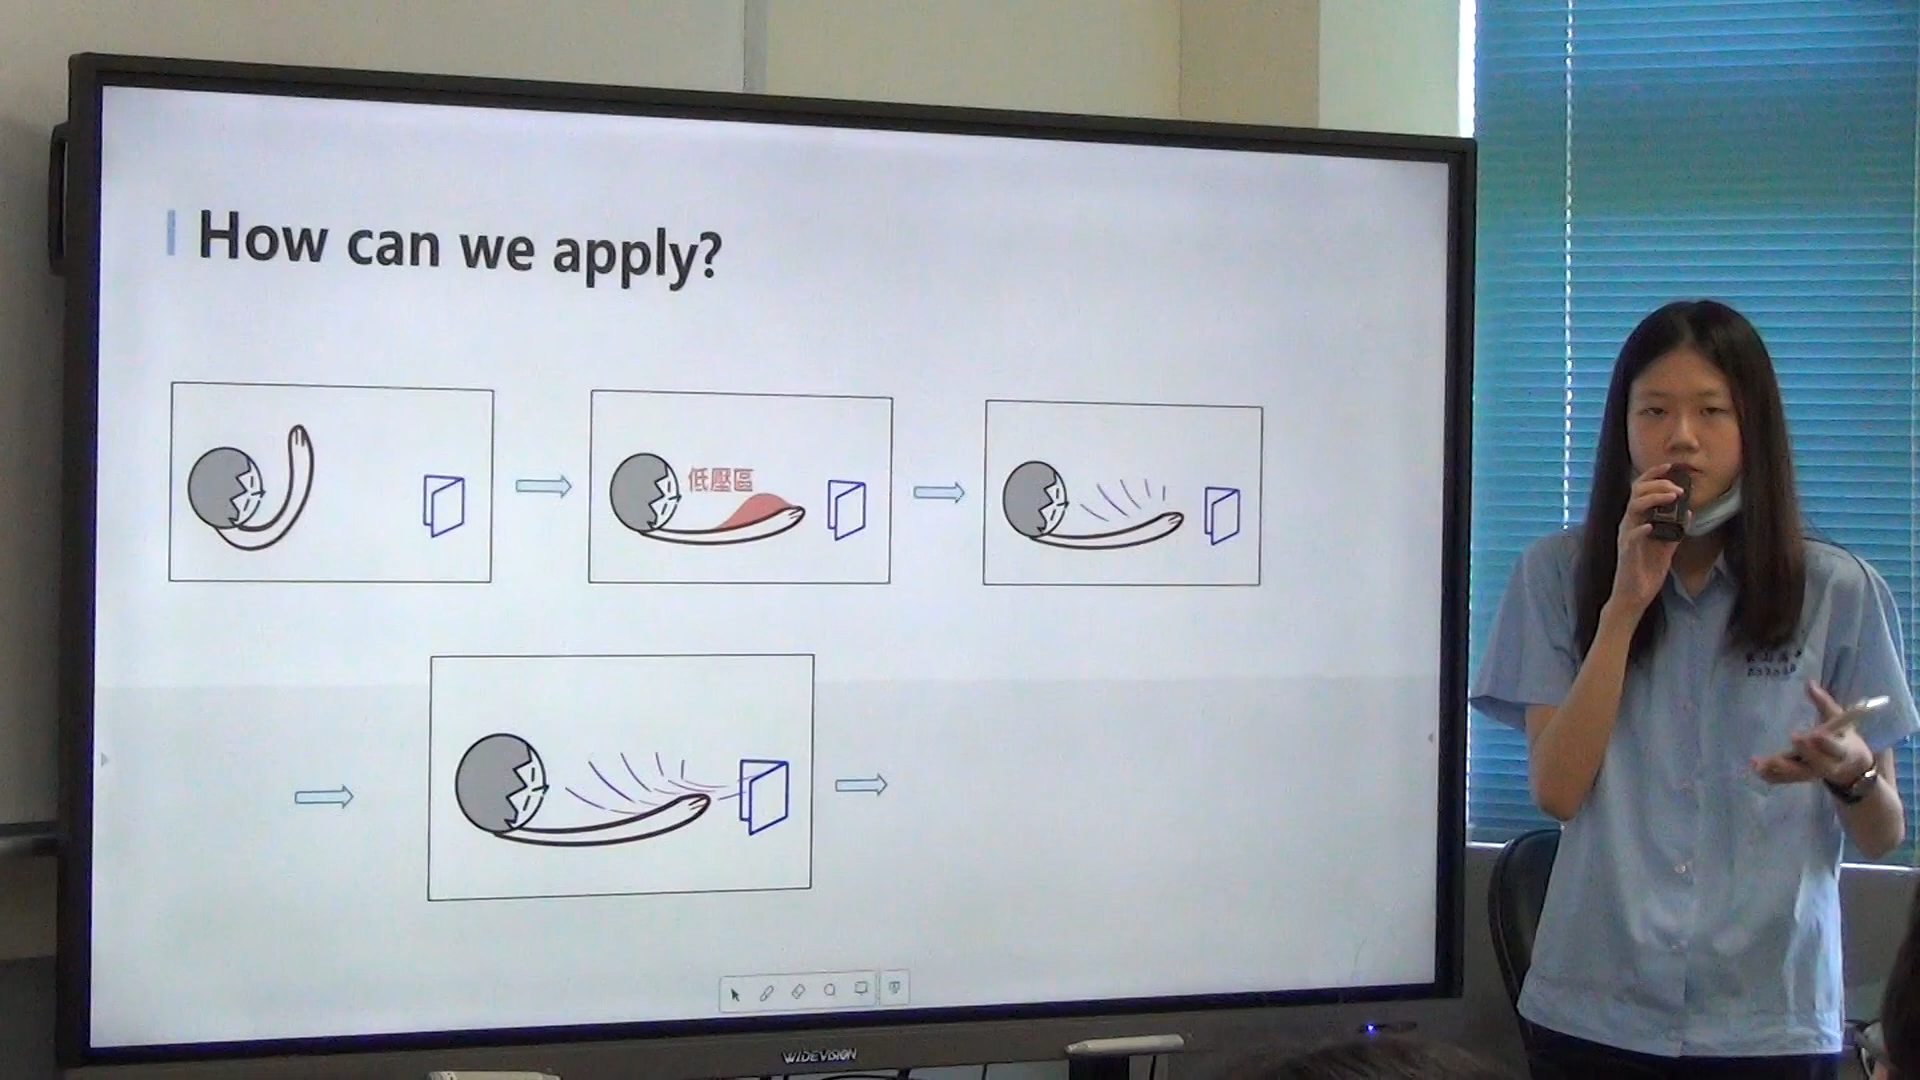 How can we apply?
低壓區
WIDEVISION